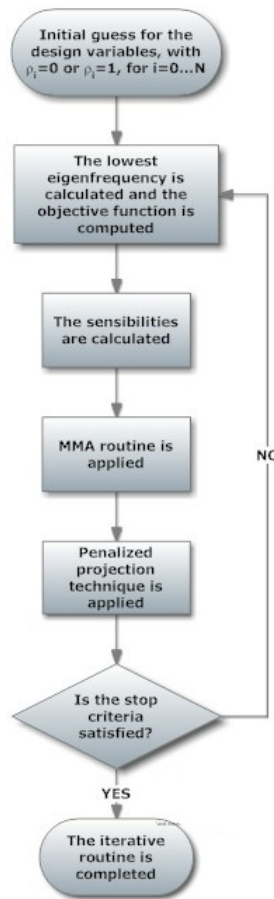 Initial guess for the
design variables, with
ρᵢ=0 or ρᵢ=1, for i=0...N
The lowest
eigenfrequency is
calculated and the
objective function is
computed
The sensibilities
are calculated
MMA routine is
applied
NO
Penalized
projection
technique is
applied
Is the stop
criteria
satisfied?
YES
The iterative
routine is
completed